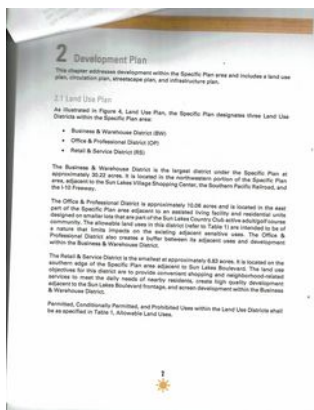 2 Development Plan
This chapter addresses development within the Specific Plan area and includes a land use
plan, circulation plan, streetscape plan, and infrastructure plan.
2.1 Land Use Plan
As illustrated in Figure 4, Land Use Plan, the Specific Plan designates three Land Use
Districts within the Specific Plan area:
• Business & Warehouse District (BW)
• Office & Professional District (OP)
• Retail & Service District (RS)
The Business & Warehouse District is the largest district under the Specific Plan at
approximately 30.22 acres. It is located in the northwestern portion of the Specific Plan
area, adjacent to the Sun Lakes Village Shopping Center, the Southern Pacific Railroad, and
the I-10 Freeway.
The Office & Professional District is approximately 10.08 acres and is located in the east
part of the Specific Plan area adjacent to an assisted living facility and residential units
designed on smaller lots that are part of the Sun Lakes Country Club active adult/golf course
community. The allowable land uses in this district (refer to Table 1) are intended to be of
a nature that limits impacts on the existing adjacent sensitive uses. The Office &
Professional District also creates a buffer between its adjacent uses and development
within the Business & Warehouse District.
The Retail & Service District is the smallest at approximately 6.83 acres. It is located on the
southern edge of the Specific Plan area adjacent to Sun Lakes Boulevard. The land use
objectives for this district are to provide convenient shopping and neighborhood-related
services to meet the daily needs of nearby residents, create high quality development
adjacent to the Sun Lakes Boulevard frontage, and screen development within the Business
& Warehouse District.
Permitted, Conditionally Permitted, and Prohibited Uses within the Land Use Districts shall
be as specified in Table 1, Allowable Land Uses.